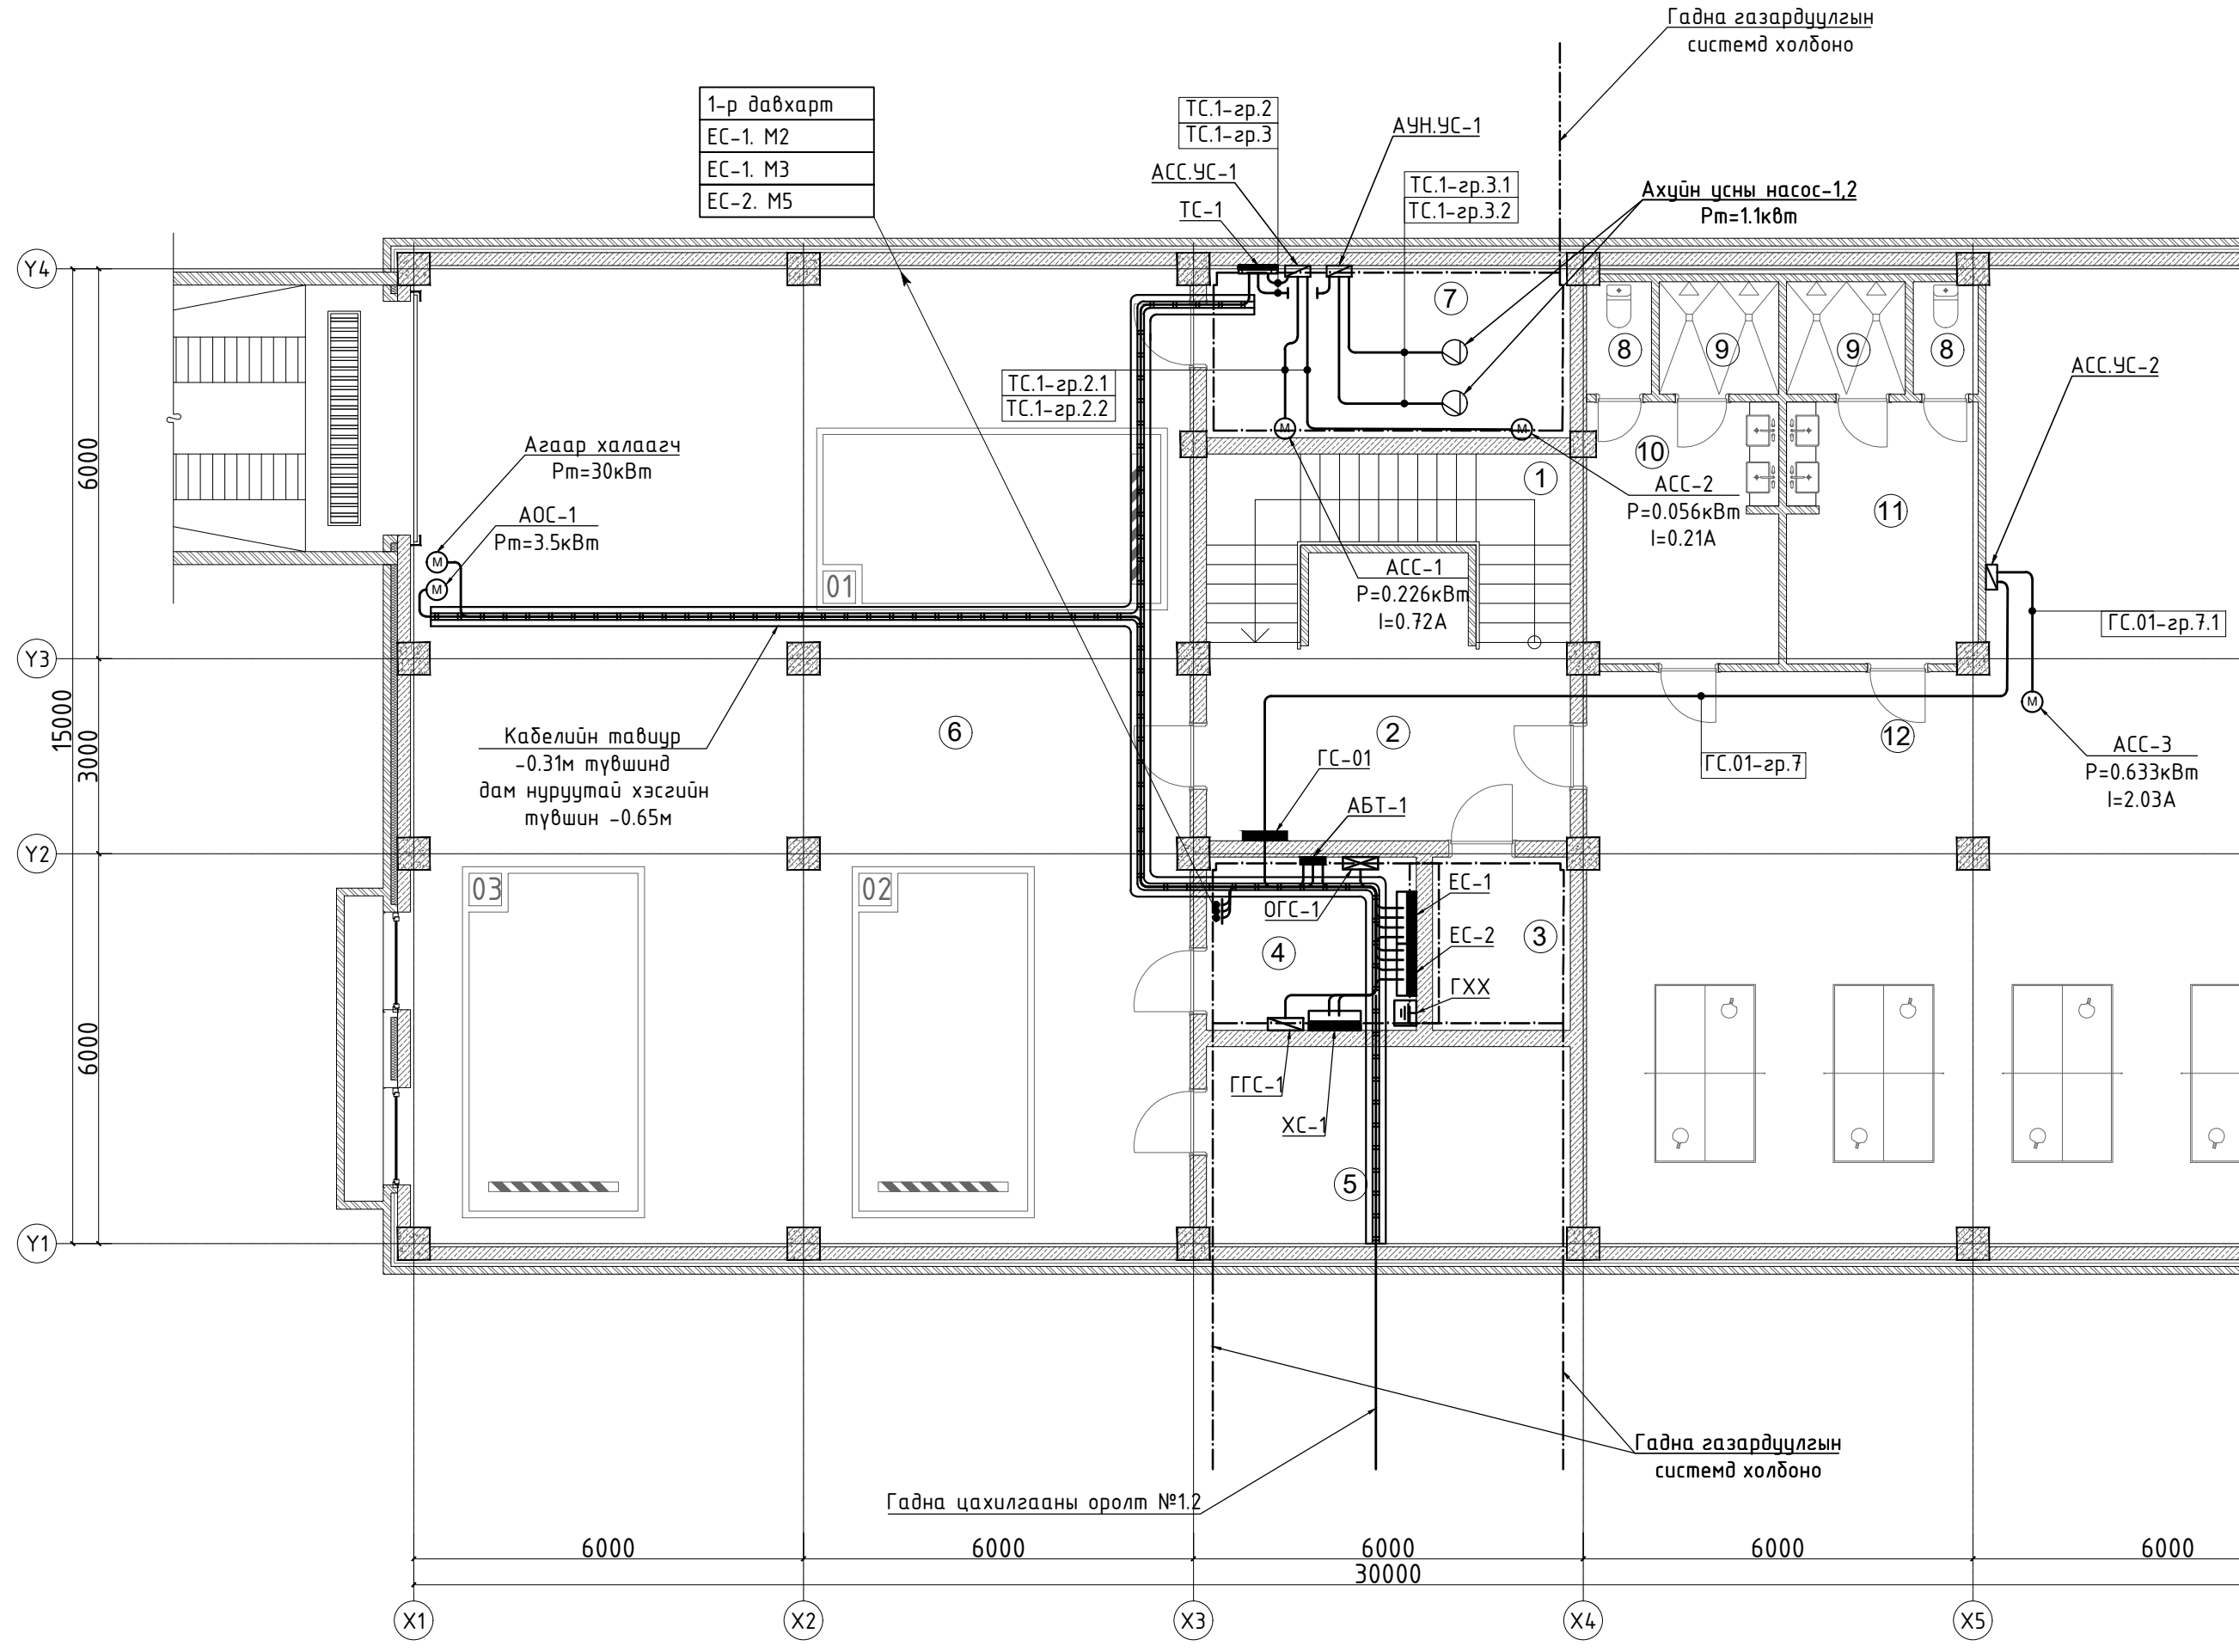 Гадна газардуулгын
системд холбоно
1-р давхарт
ЕС-1. М2
ЕС-1. М3
ЕС-2. М5
ТС.1-гр.2
ТС.1-гр.3
АУН.УС-1
АСС.УС-1
ТС-1
ТС.1-гр.3.1
ТС.1-гр.3.2
Ахуйн усны насос-1,2
Pm=1.1кВт
Y4
7
8
9
9
8
АСС.УС-2
ТС.1-гр.2.1
ТС.1-гр.2.2
М
М
6000
Агаар халаагч
Pm=30кВт
АОС-1
Pm=3.5кВт
М
М
01
1
10
11
АСС-2
P=0.056кВт
I=0.21А
АСС-1
P=0.226кВт
I=0.72А
ГС.01-гр.7.1
Y3
15000
3000
М
Кабелийн тавиур
-0.31м түвшинд
дам нуруутай хэсгийн
түвшин -0.65м
6
2
12
ГС-01
ГС.01-гр.7
АСС-3
P=0.633кВт
I=2.03А
АБТ-1
Y2
03
02
ЕС-1
ОГС-1
ЕС-2
4
3
ГХХ
6000
ГГС-1
ХС-1
5
Y1
Гадна газардуулгын
системд холбоно
Гадна цахилгааны оролт №1.2
6000
6000
6000
6000
6000
30000
X1
X2
X3
X4
X5